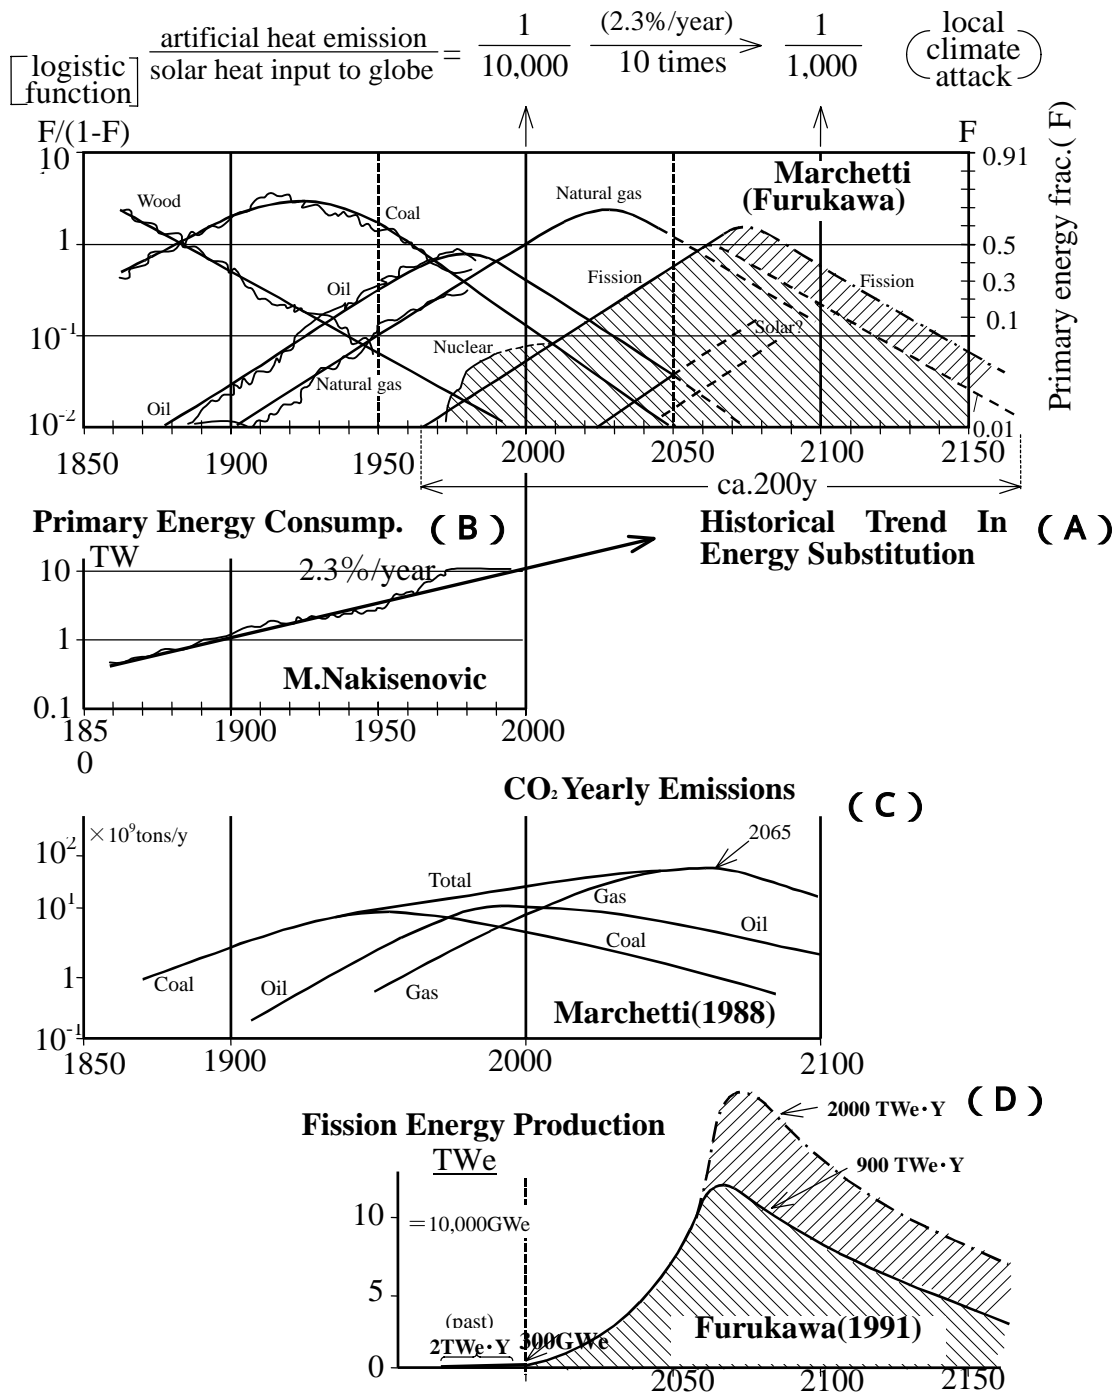 artificial heat emission
solar heat input to globe
=
1
10,000
(2.3%/year)
10 times
1
1,000
local
climate
attack
logistic
function
F/(1-F)
F
Primary energy frac.( F)
10
1
10-1
10-2
0.91
0.5
0.3
0.1
0.01
Marchetti
(Furukawa)
Wood
Coal
Natural gas
Oil
Fission
Fission
Nuclear
Solar?
Natural gas
Oil
1850
1900
1950
2000
2050
2100
2150
ca.200y
Primary Energy Consump.
(B)
Historical Trend In
Energy Substitution
(A)
TW
10
1
0.1
2.3%/year
M.Nakisenovic
185
0
1900
1950
2000
CO2 Yearly Emissions
(C)
×10⁹tons/y
10²
10¹
1
10-1
2065
Total
Gas
Oil
Coal
Coal
Oil
Gas
Marchetti(1988)
1850
1900
2000
2100
Fission Energy Production
(D)
TWe
2000 TWe·Y
900 TWe·Y
10
=10,000GWe
5
(past)
2TWe·Y
300GWe
Furukawa(1991)
0
2050
2100
2150